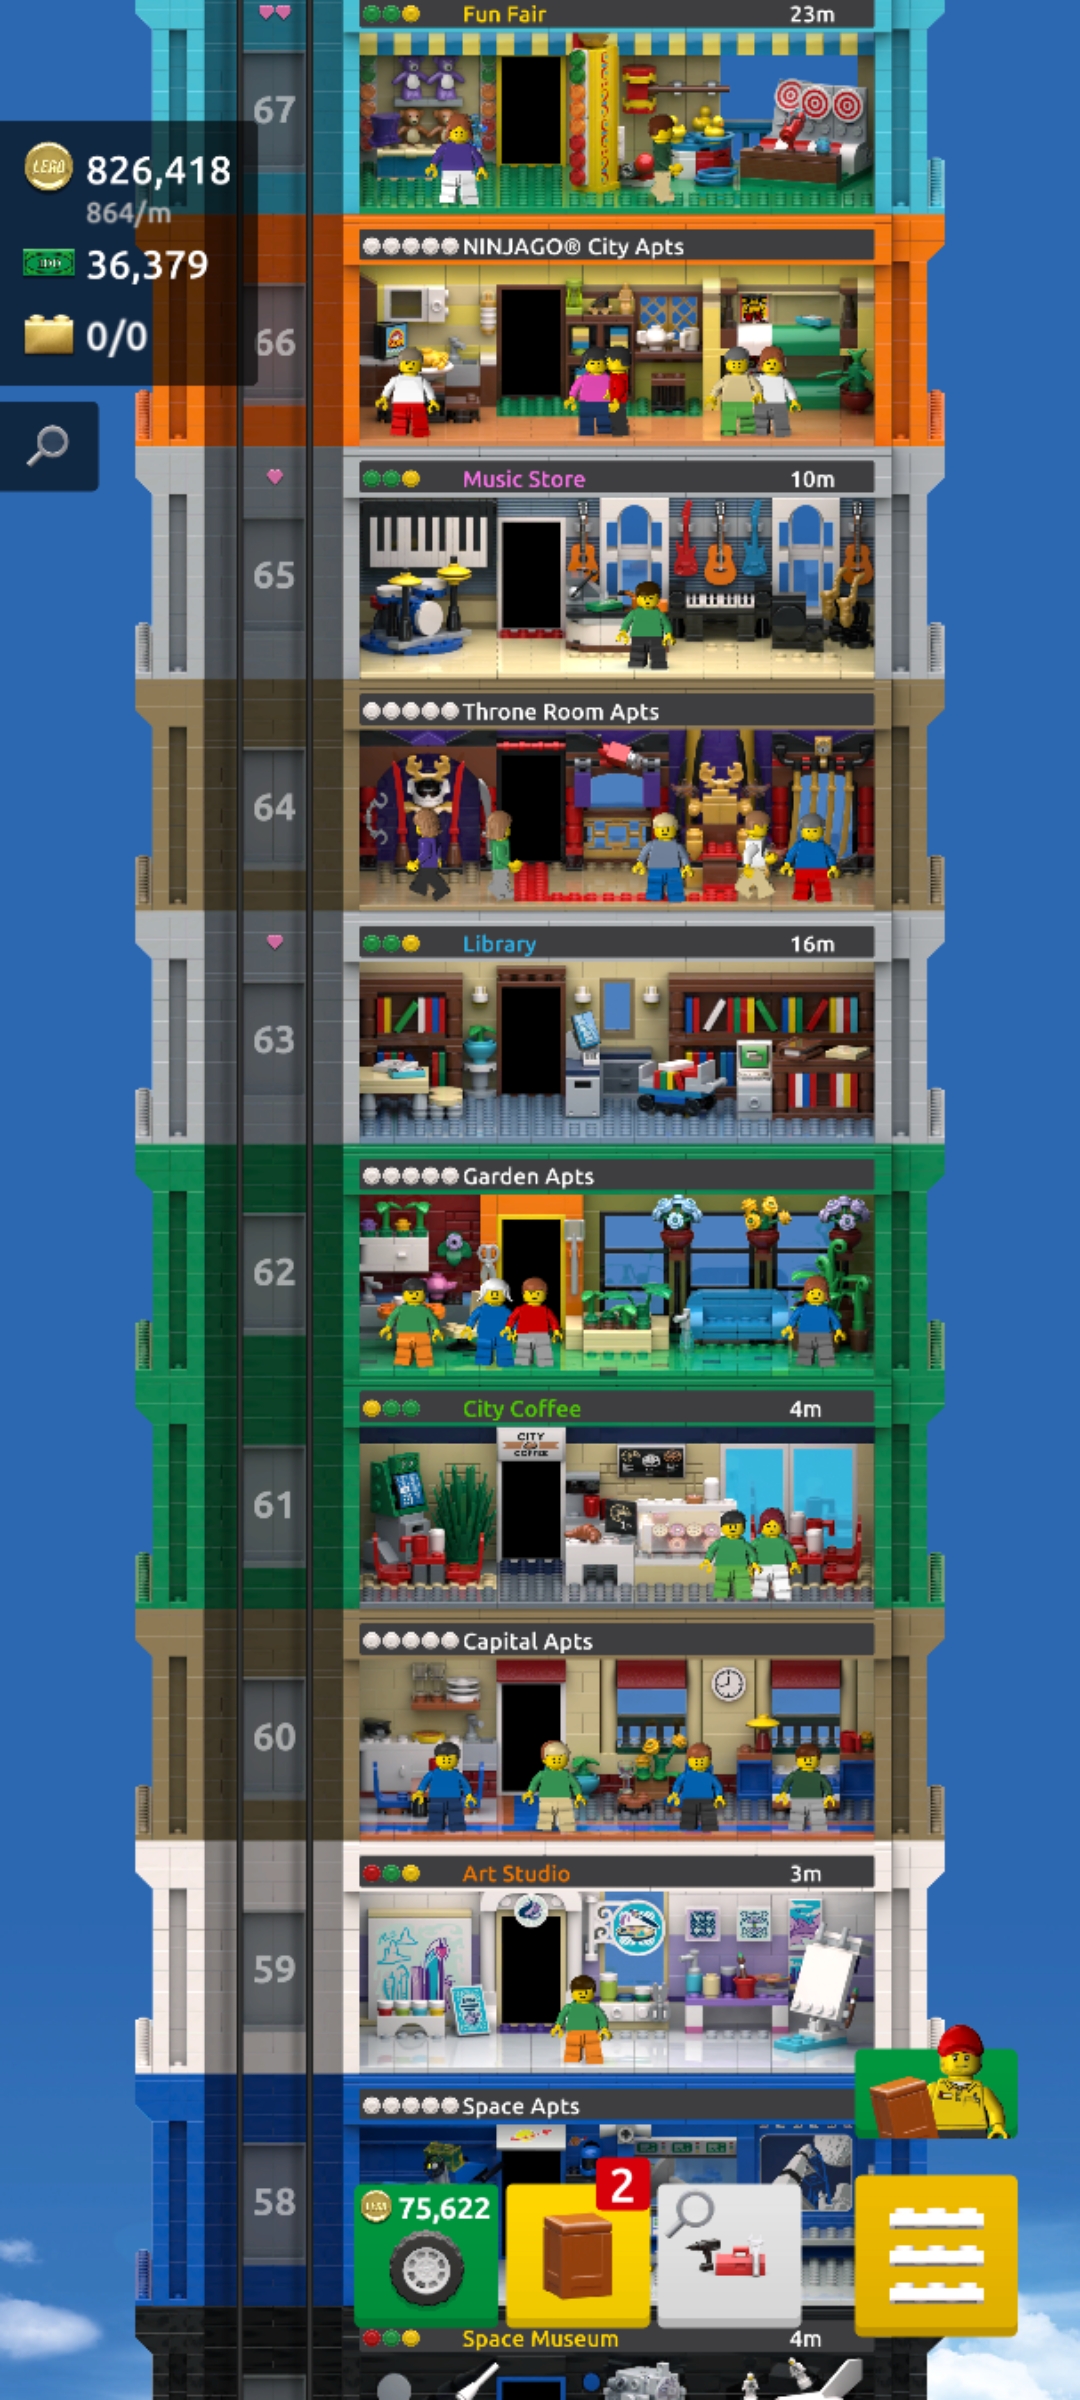 Fun Fair 23m
67
LEGO 826,418
864/m
36,379
0/0
NINJAGO® City Apts
66
Music Store 10m
65
Throne Room Apts
64
Library 16m
63
Garden Apts
62
City Coffee 4m
CITY
COFFEE
61
Capital Apts
60
Art Studio 3m
59
Space Apts
58
75,622
2
Space Museum 4m